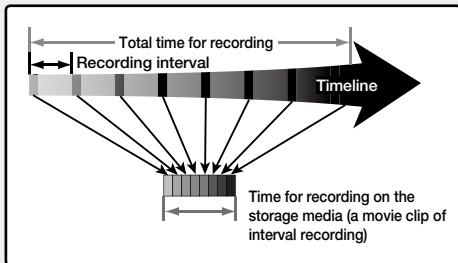 Total time for recording
Recording interval
Timeline
Time for recording on the
storage media (a movie clip of
interval recording)